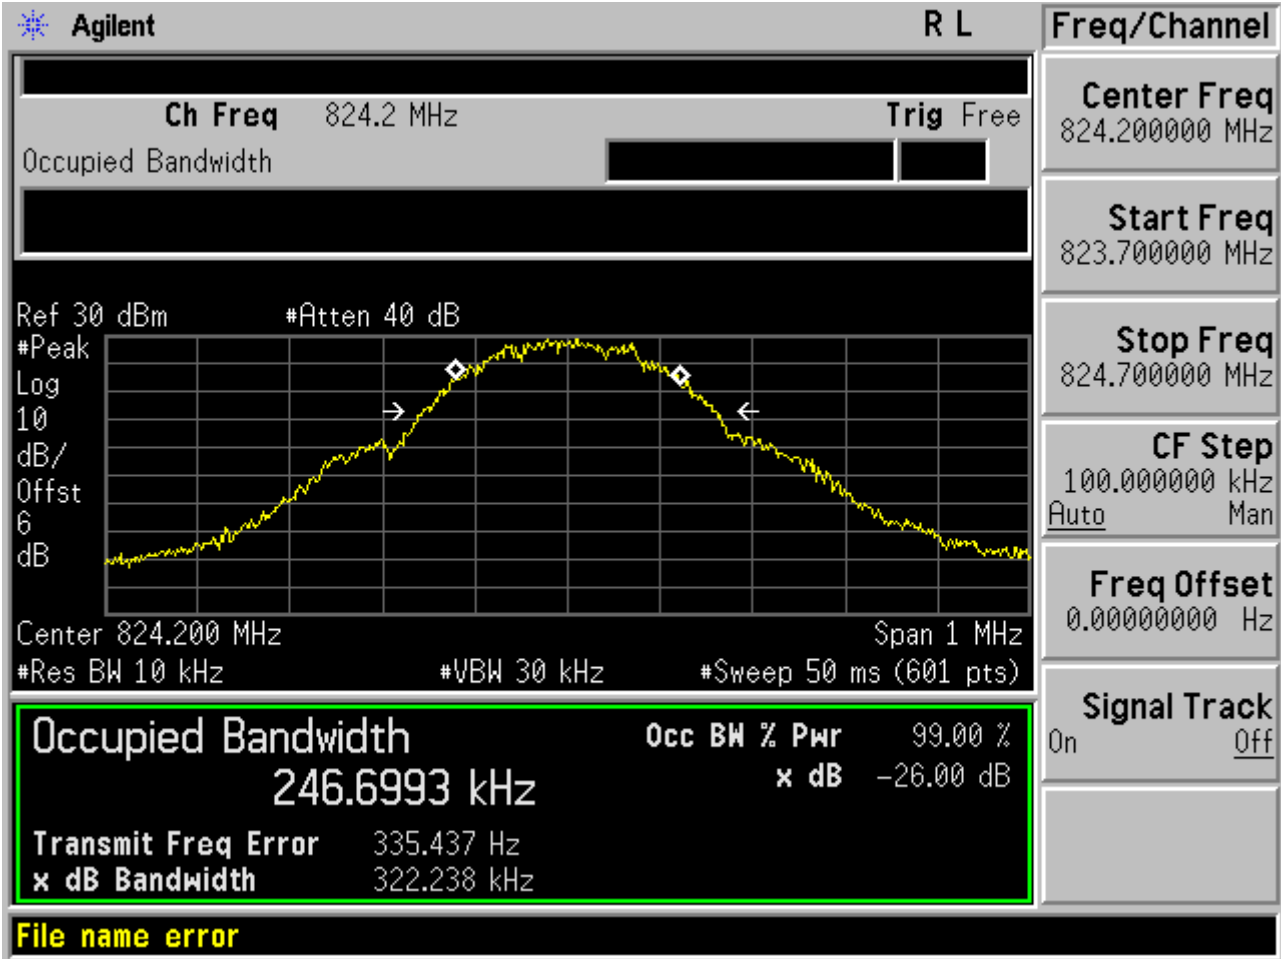 Agilent R L
Freq/Channel
Ch Freq 824.2 MHz Trig Free
Occupied Bandwidth
Center Freq
824.200000 MHz
Start Freq
823.700000 MHz
Stop Freq
824.700000 MHz
CF Step
100.000000 kHz
Auto Man
Freq Offset
0.00000000 Hz
Signal Track
On Off
Ref 30 dBm #Atten 40 dB
#Peak
Log
10
dB/
Offst
6
dB
Center 824.200 MHz Span 1 MHz
#Res BW 10 kHz #VBW 30 kHz #Sweep 50 ms (601 pts)
Occupied Bandwidth
246.6993 kHz
Occ BW % Pwr 99.00 %
x dB -26.00 dB
Transmit Freq Error 335.437 Hz
x dB Bandwidth 322.238 kHz
File name error